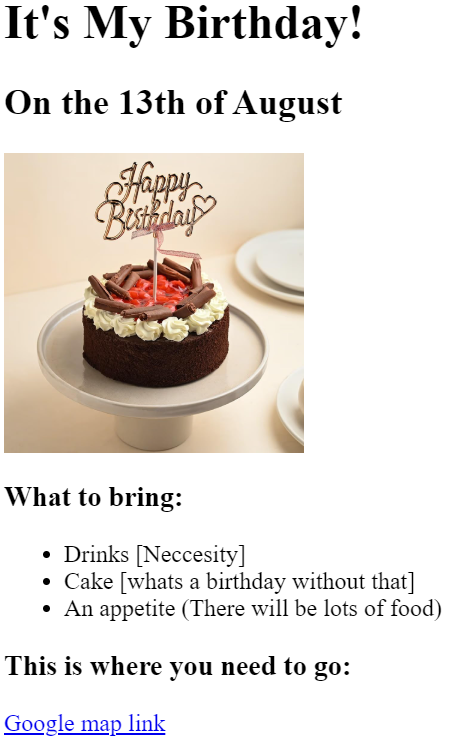 It's My Birthday!
On the 13th of August
Happy
Birthday
What to bring:
Drinks [Neccesity]
Cake [whats a birthday without that]
An appetite (There will be lots of food)
This is where you need to go:
Google map link